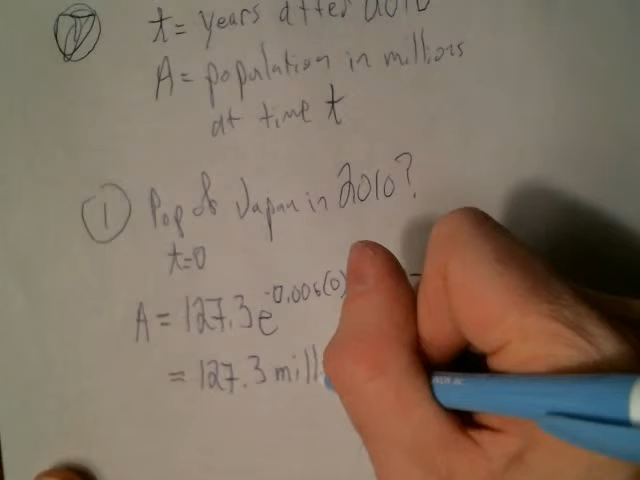 t = years after 2010
A = population in millions
at time t
① Pop of Japan in 2010?
t=0
A = 127.3e^-0.006(0)
= 127.3 mill